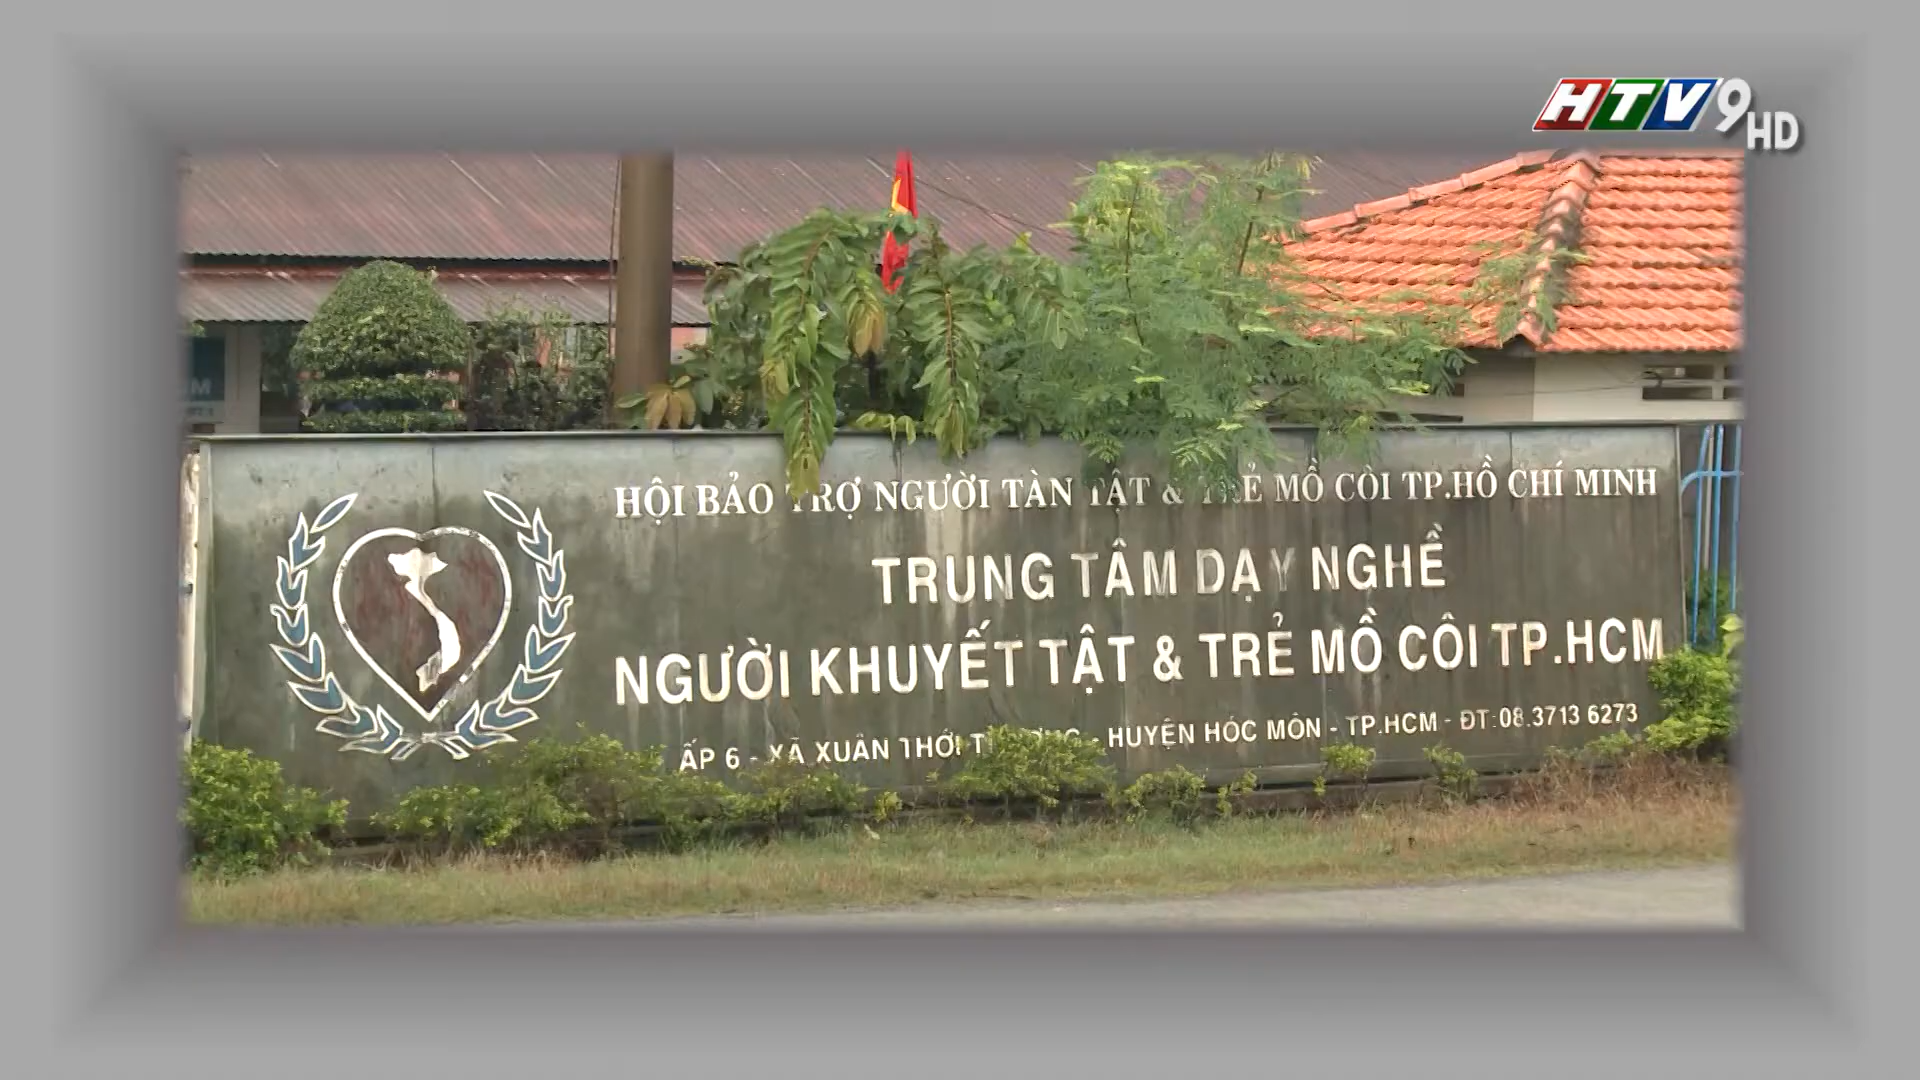 HTV9
HD
HỘI BẢO TRỢ NGƯỜI TÀN TẬT & TRẺ MỒ CÔI TP.HỒ CHÍ MINH
TRUNG TÂM DẠY NGHỀ
NGƯỜI KHUYẾT TẬT & TRẺ MỒ CÔI TP.HCM
ẤP 6 - XÃ XUÂN THỚI - HUYỆN HÓC MÔN - TP.HCM - ĐT:08.3713 6273